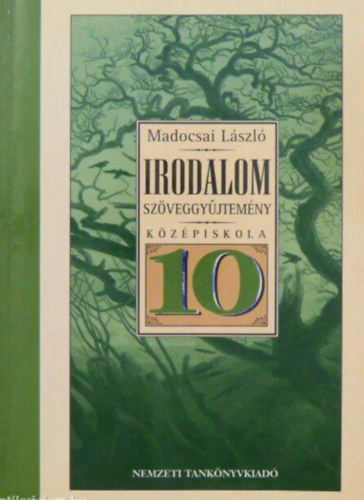 Madocsai László
IRODALOM
SZÖVEGGYŰJTEMÉNY
KÖZÉPISKOLA
10
NEMZETI TANKÖNYVKIADÓ